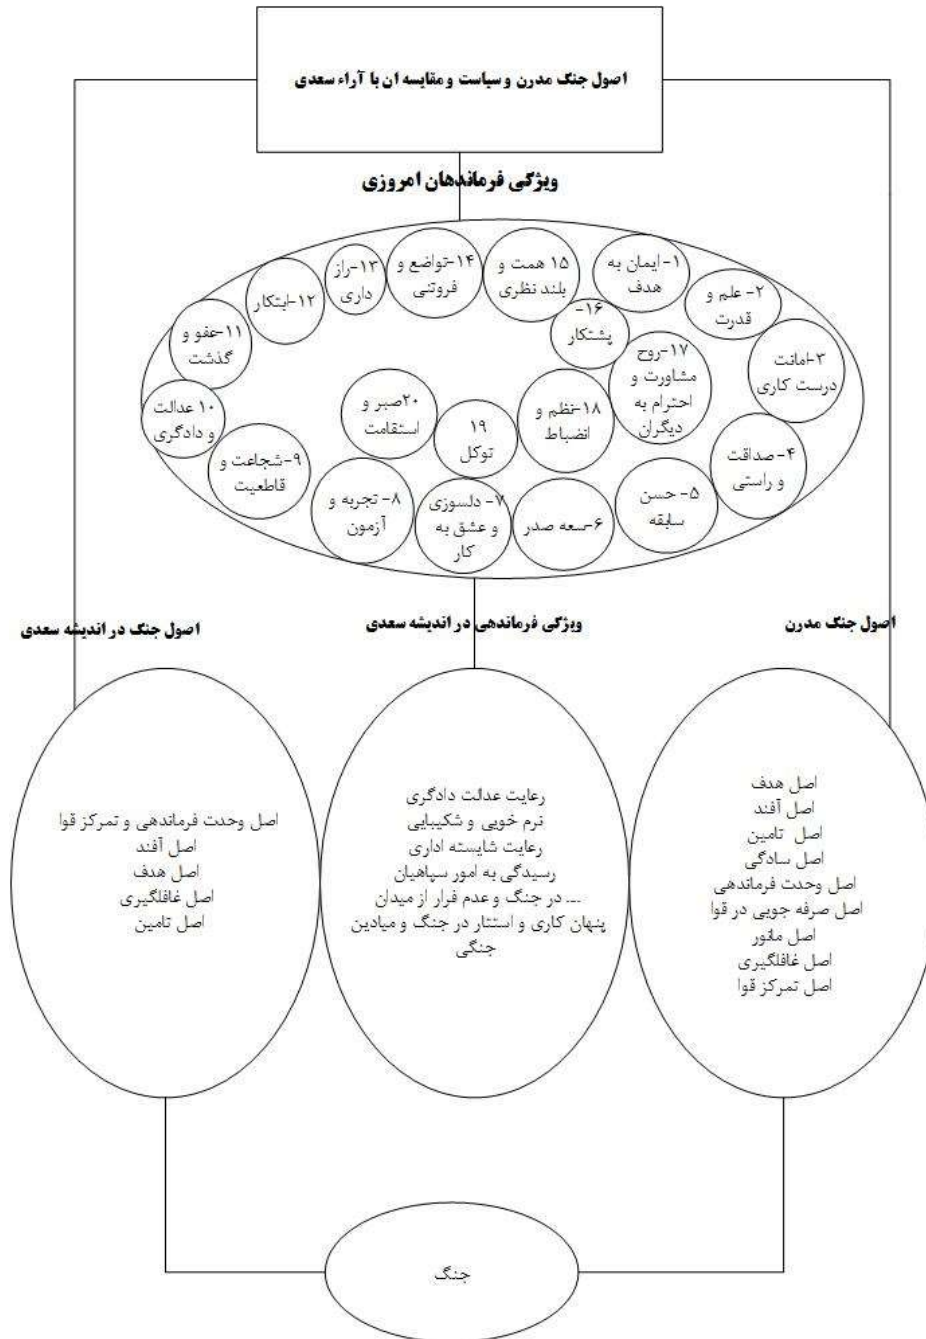 اصول جنگ مدرن و سیاست و مقایسه ان با آراء سعدی
ویژگی فرماندهان امروزی
۱- ایمان به
هدف
۲- علم و
قدرت
۳-امانت
درست کاری
۴- صداقت
و راستی
۵- حسن
سابقه
۶-سعه صدر
۷- دلسوزی
و عشق به
کار
۸- تجربه و
آزمون
۹-شجاعت و
قاطعیت
۱۰ عدالت
و دادگری
۱۱-عفو و
گذشت
۱۲-ابتکار
۱۳-راز
داری
۱۴-تواضع و
فروتنی
۱۵ همت و
بلند نظری
۱۶-
پشتکار
۱۷-روح
مشاورت و
احترام به
دیگران
۱۸-نظم و
انضباط
۱۹
توکل
۲۰صبر و
استقامت
اصول جنگ مدرن
اصل هدف
اصل آفند
اصل تامین
اصل سادگی
اصل وحدت فرماندهی
اصل صرفه جویی در قوا
اصل مانور
اصل غافلگیری
اصل تمرکز قوا
ویژگی فرماندهی در اندیشه سعدی
رعایت عدالت دادگری
نرم خویی و شکیبایی
رعایت شایسته اداری
رسیدگی به امور سپاهیان
... در جنگ و عدم فرار از میدان
پنهان کاری و استتار در جنگ و میادین
جنگی
اصول جنگ در اندیشه سعدی
اصل وحدت فرماندهی و تمرکز قوا
اصل آفند
اصل هدف
اصل غافلگیری
اصل تامین
جنگ